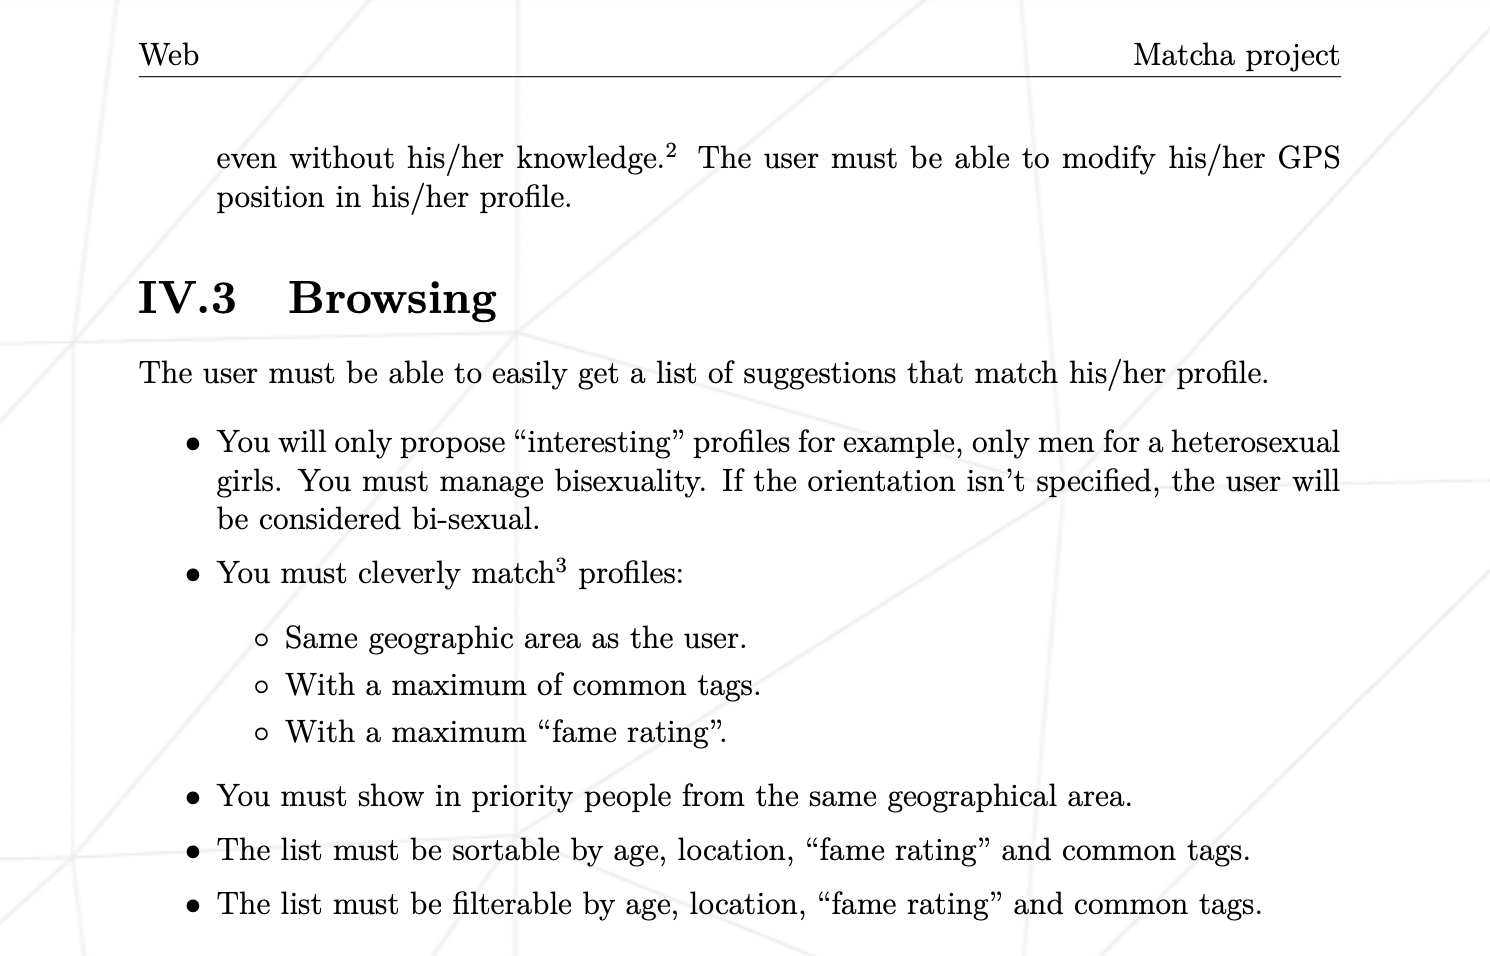 Web Matcha project
even without his/her knowledge.² The user must be able to modify his/her GPS
position in his/her profile.
IV.3 Browsing
The user must be able to easily get a list of suggestions that match his/her profile.
• You will only propose “interesting” profiles for example, only men for a heterosexual
girls. You must manage bisexuality. If the orientation isn’t specified, the user will
be considered bi-sexual.
• You must cleverly match³ profiles:
◦ Same geographic area as the user.
◦ With a maximum of common tags.
◦ With a maximum “fame rating”.
• You must show in priority people from the same geographical area.
• The list must be sortable by age, location, “fame rating” and common tags.
• The list must be filterable by age, location, “fame rating” and common tags.